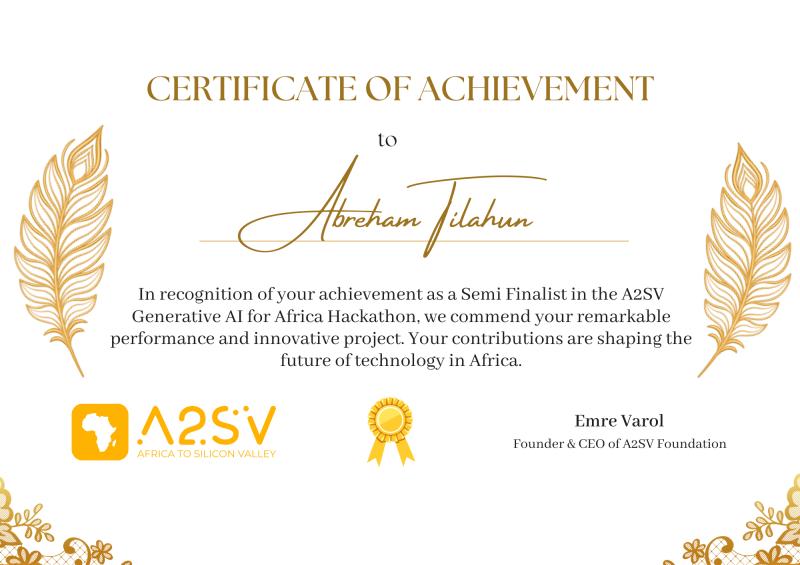 CERTIFICATE OF ACHIEVEMENT
to
Abreham Tilahun
In recognition of your achievement as a Semi Finalist in the A2SV
Generative AI for Africa Hackathon, we commend your remarkable
performance and innovative project. Your contributions are shaping the
future of technology in Africa.
A2SV
AFRICA TO SILICON VALLEY
Emre Varol
Founder & CEO of A2SV Foundation